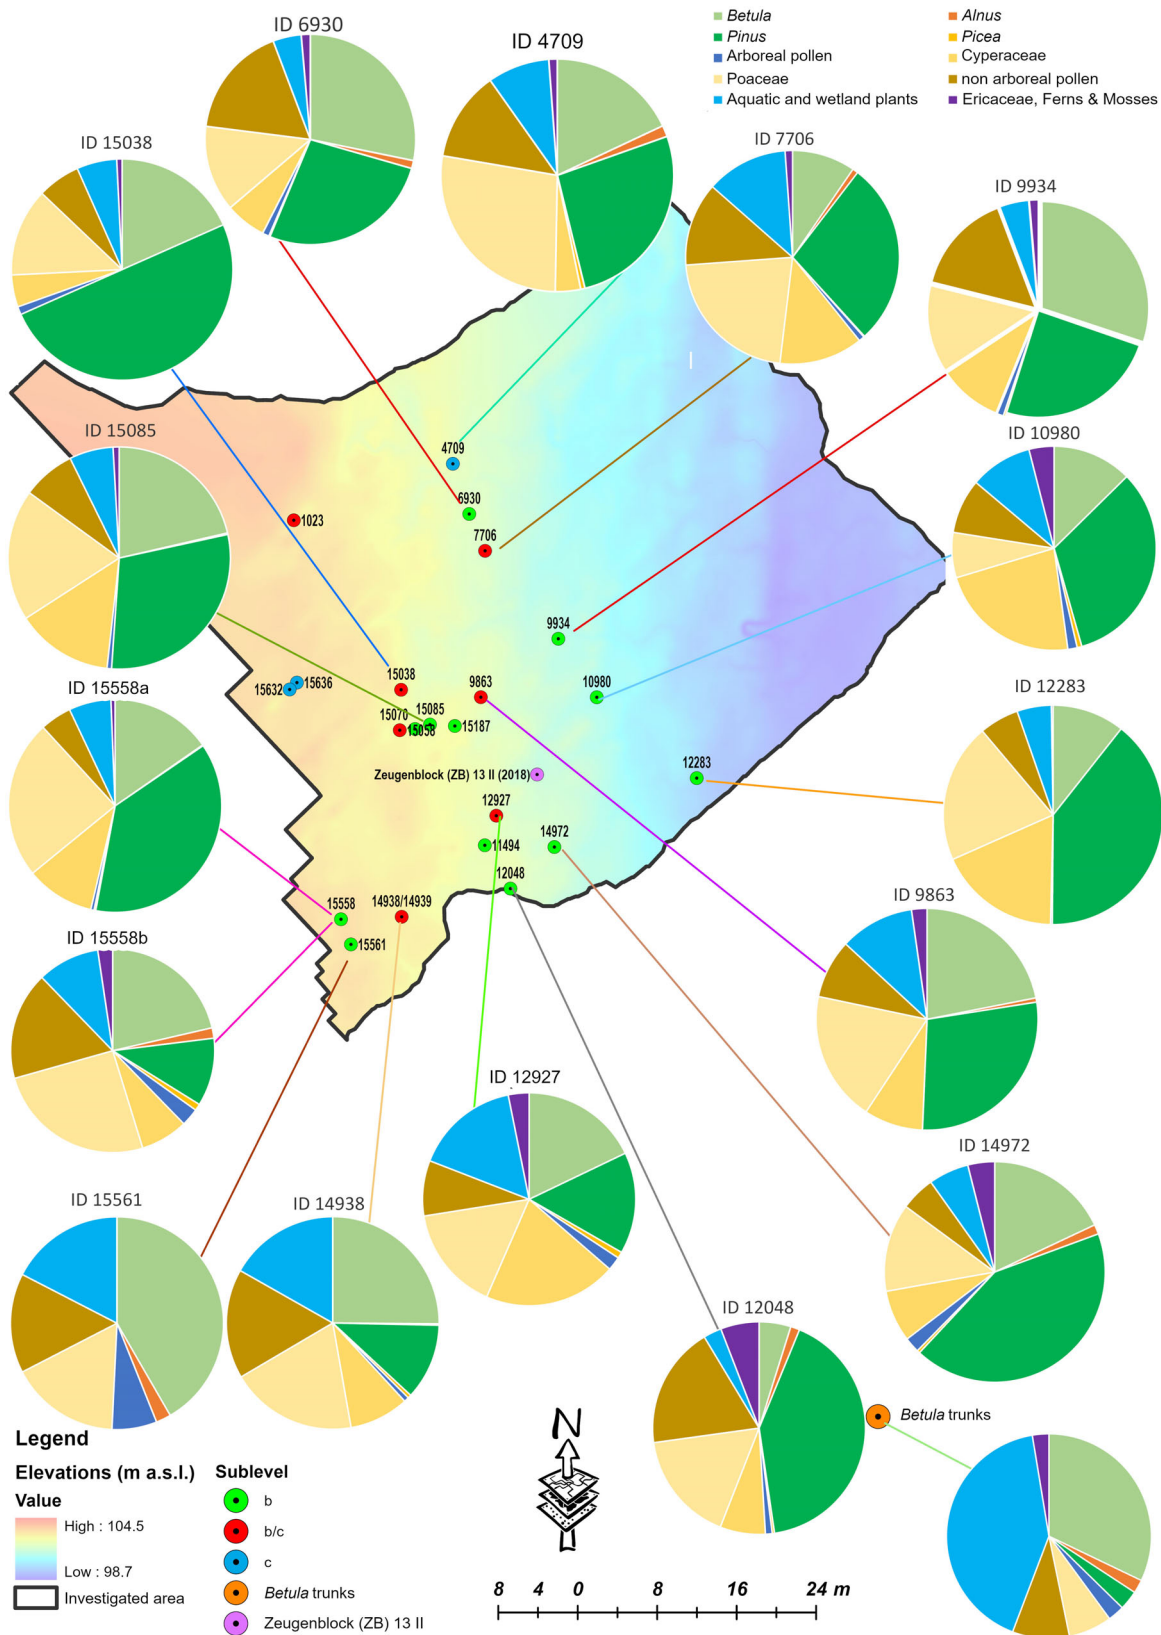 ID 6930
ID 4709
Betula
Alnus
Pinus
Picea
Arboreal pollen
Cyperaceae
Poaceae
non arboreal pollen
Aquatic and wetland plants
Ericaceae, Ferns & Mosses
ID 15038
ID 7706
ID 9934
ID 15085
ID 10980
4709
6930
1023
7706
9934
15636
15632
15038
9863
10980
ID 15558a
15070
15085
15058
15187
ID 12283
Zeugenblock (ZB) 13 II (2018)
12283
12927
11494
14972
12048
15558
14938/14939
15561
ID 9863
ID 15558b
ID 12927
ID 14972
ID 15561
ID 14938
ID 12048
Betula trunks
Legend
Elevations (m a.s.l.)
Value
High : 104.5
Low : 98.7
Investigated area
Sublevel
b
b/c
c
Betula trunks
Zeugenblock (ZB) 13 II
N
8 4 0 8 16 24 m